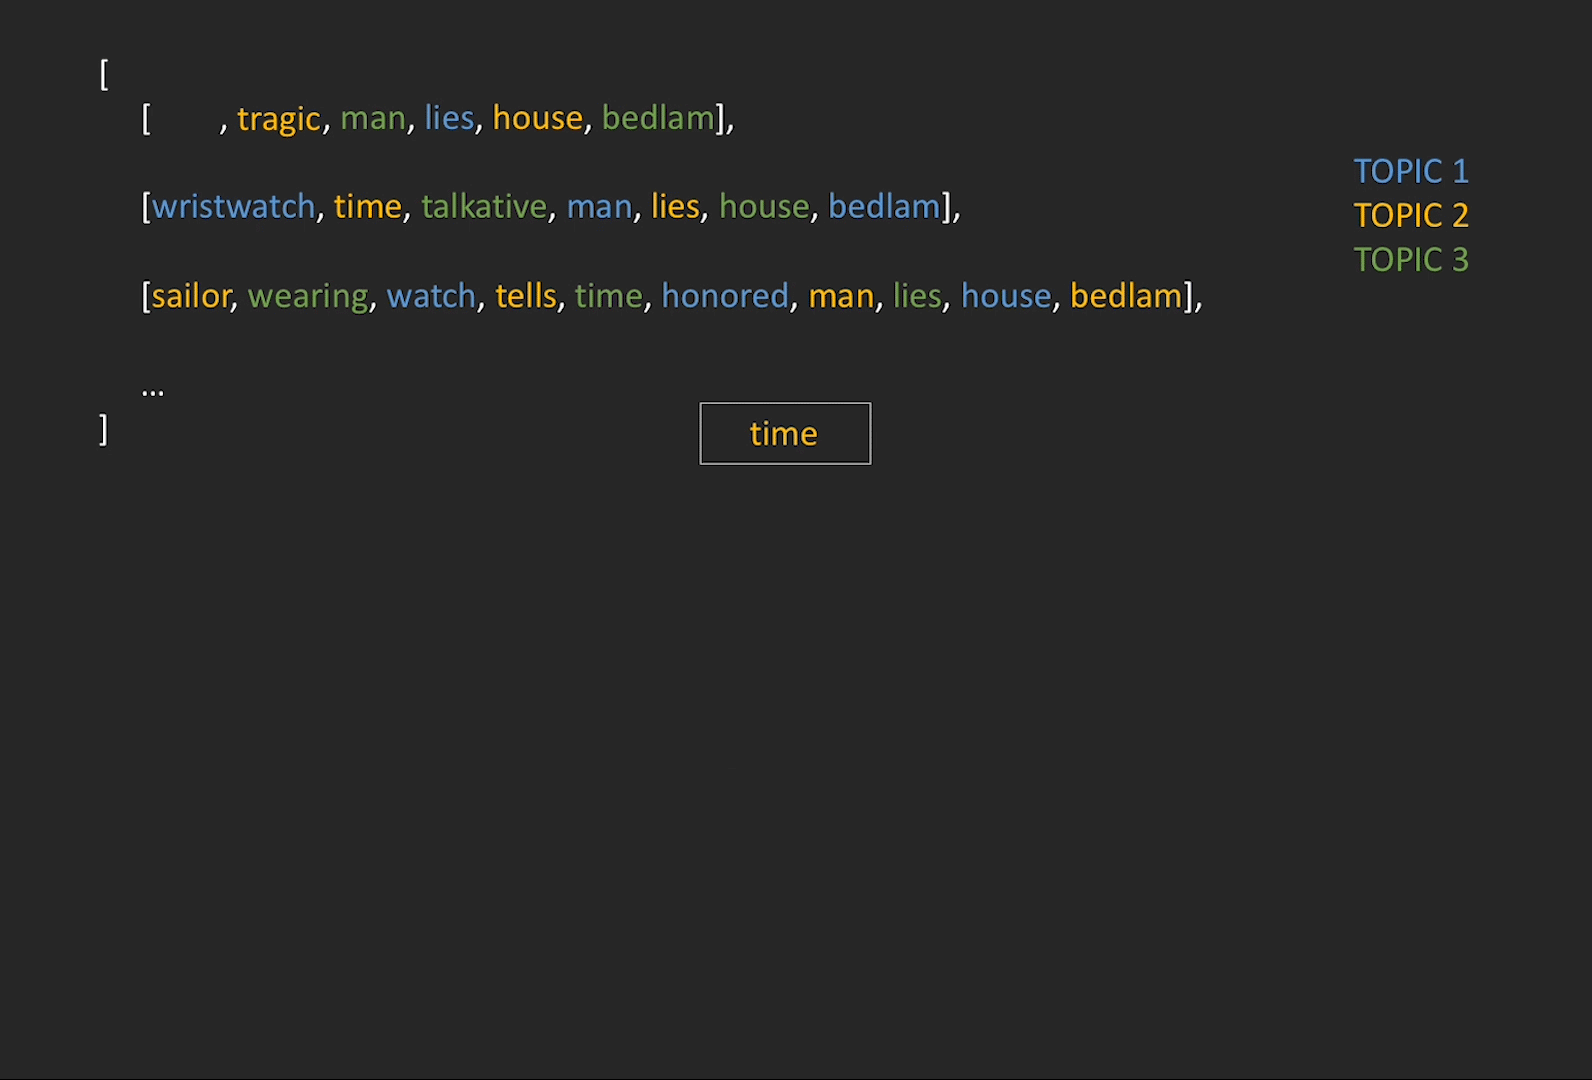 [
[ , tragic, man, lies, house, bedlam],
TOPIC 1
[wristwatch, time, talkative, man, lies, house, bedlam],
TOPIC 2
TOPIC 3
[sailor, wearing, watch, tells, time, honored, man, lies, house, bedlam],
...
]
time